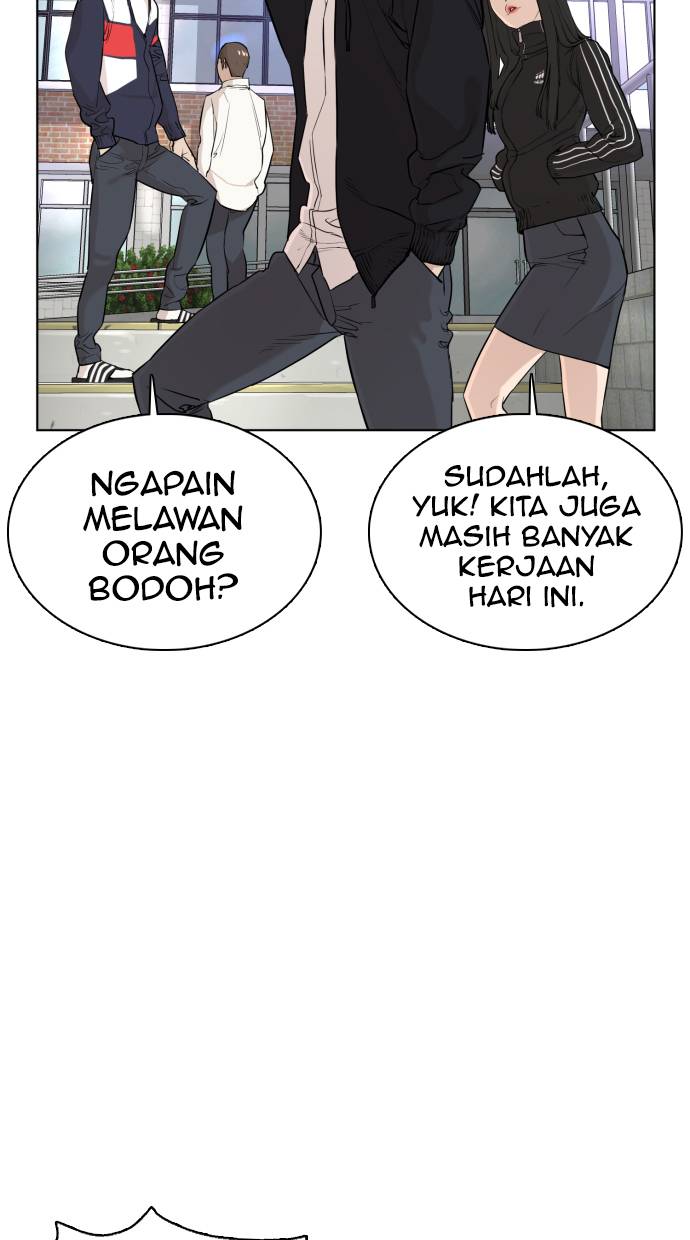 NGAPAIN
MELAWAN
ORANG
BODOH?
SUDAHLAH,
YUK! KITA JUGA
MASIH BANYAK
KERJAAN
HARI INI.